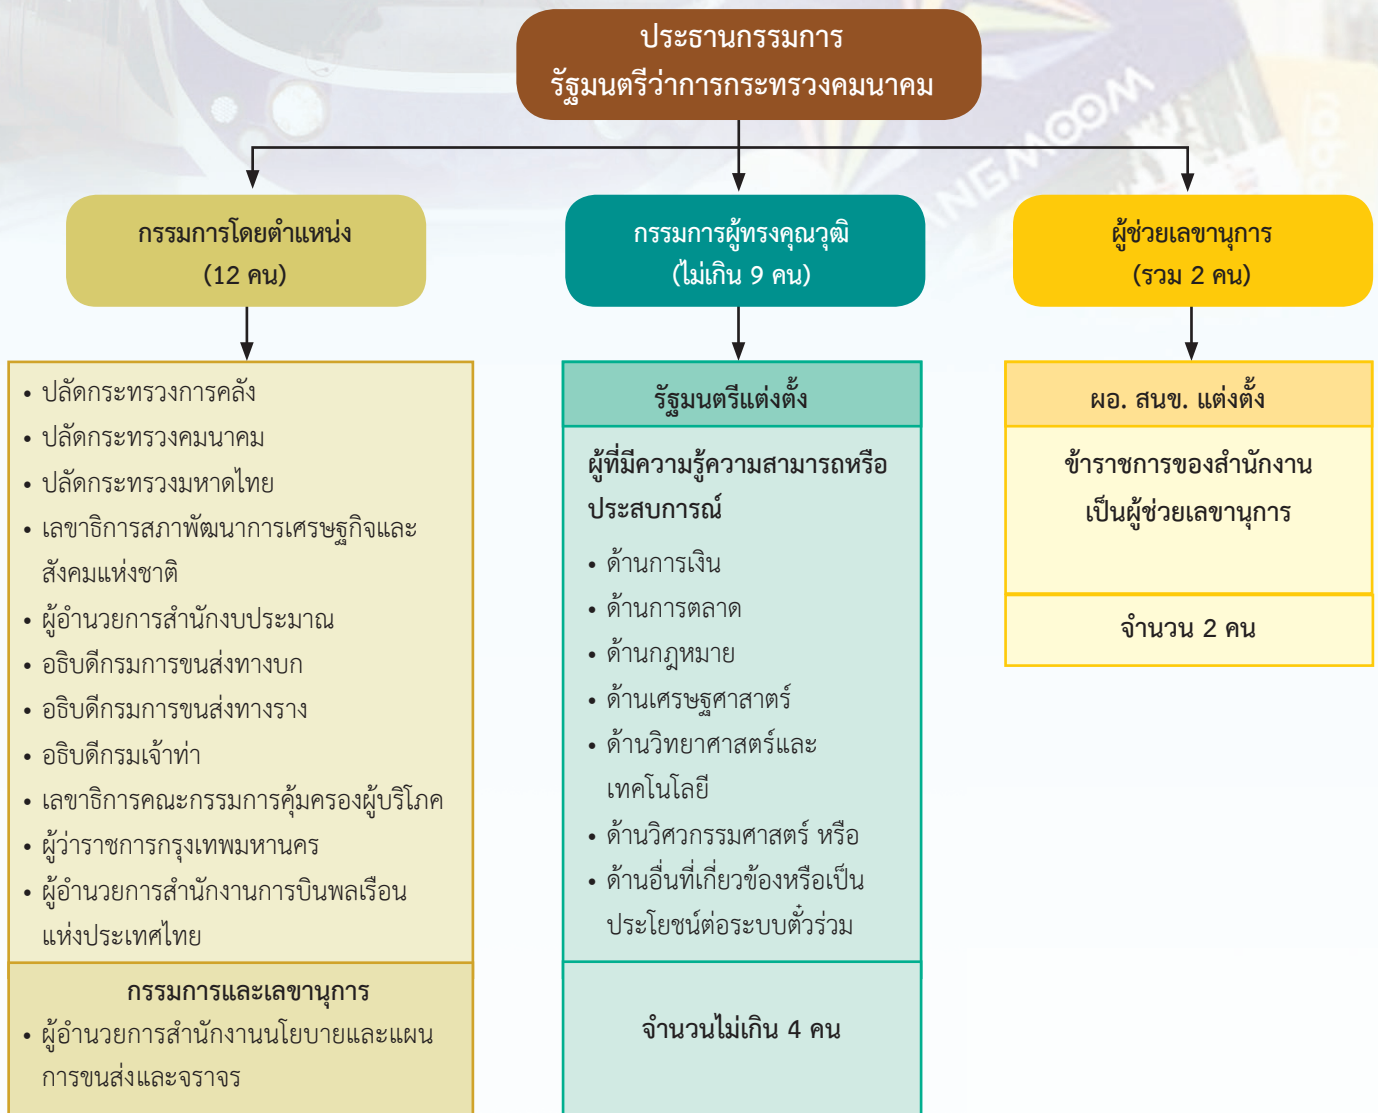 ประธานกรรมการ
รัฐมนตรีว่าการกระทรวงคมนาคม
ANGMOOM
กรรมการโดยตำแหน่ง
(12 คน)
กรรมการผู้ทรงคุณวุฒิ
(ไม่เกิน 9 คน)
ผู้ช่วยเลขานุการ
(รวม 2 คน)
• ปลัดกระทรวงการคลัง
• ปลัดกระทรวงคมนาคม
• ปลัดกระทรวงมหาดไทย
• เลขาธิการสภาพัฒนาการเศรษฐกิจและ
สังคมแห่งชาติ
• ผู้อำนวยการสำนักงบประมาณ
• อธิบดีกรมการขนส่งทางบก
• อธิบดีกรมการขนส่งทางราง
• อธิบดีกรมเจ้าท่า
• เลขาธิการคณะกรรมการคุ้มครองผู้บริโภค
• ผู้ว่าราชการกรุงเทพมหานคร
• ผู้อำนวยการสำนักงานการบินพลเรือน
แห่งประเทศไทย
กรรมการและเลขานุการ
• ผู้อำนวยการสำนักงานนโยบายและแผน
การขนส่งและจราจร
รัฐมนตรีแต่งตั้ง
ผู้ที่มีความรู้ความสามารถหรือ
ประสบการณ์
• ด้านการเงิน
• ด้านการตลาด
• ด้านกฎหมาย
• ด้านเศรษฐศาสาตร์
• ด้านวิทยาศาสตร์และ
เทคโนโลยี
• ด้านวิศวกรรมศาสตร์ หรือ
• ด้านอื่นที่เกี่ยวข้องหรือเป็น
ประโยชน์ต่อระบบตั๋วร่วม
จำนวนไม่เกิน 4 คน
ผอ. สนข. แต่งตั้ง
ข้าราชการของสำนักงาน
เป็นผู้ช่วยเลขานุการ
จำนวน 2 คน